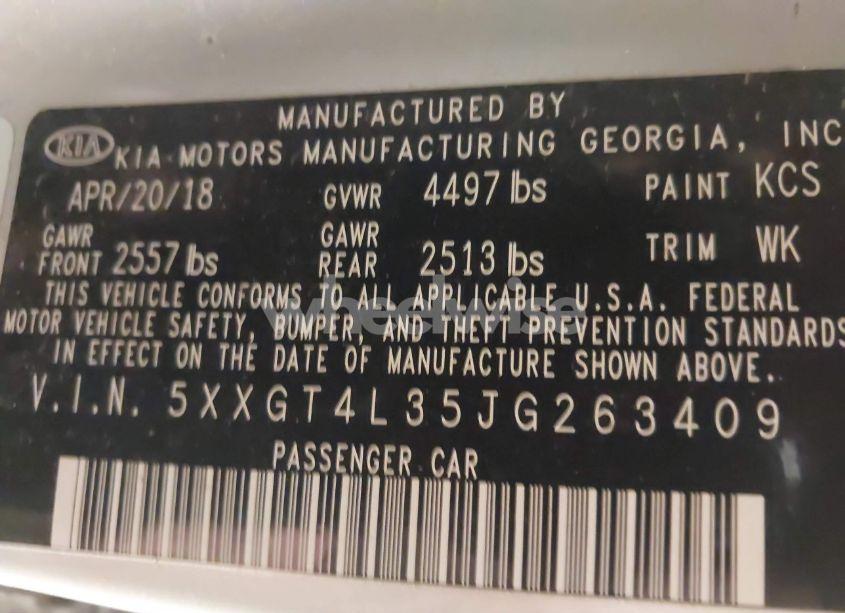 MANUFACTURED BY
KIA KIA MOTORS MANUFACTURING GEORGIA, INC
APR/20/18 GVWR 4497 lbs PAINT KCS
GAWR FRONT 2557 lbs GAWR REAR 2513 lbs TRIM WK
THIS VEHICLE CONFORMS TO ALL APPLICABLE U.S.A. FEDERAL
MOTOR VEHICLE SAFETY, BUMPER, AND THEFT PREVENTION STANDARDS
IN EFFECT ON THE DATE OF MANUFACTURE SHOWN ABOVE.
V.I.N. 5XXGT4L35JG263409
PASSENGER CAR
wheelwise